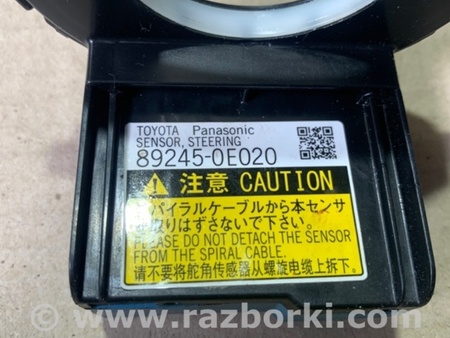 TOYOTA Panasonic
SENSOR, STEERING
89245-0E020
注意 CAUTION
スパイラルケーブルから本センサ
を取りはずさないで下さい。
PLEASE DO NOT DETACH THE SENSOR
FROM THE SPIRAL CABLE.
请不要将舵角传感器从螺旋电缆上拆下。
© www.razborki.com/